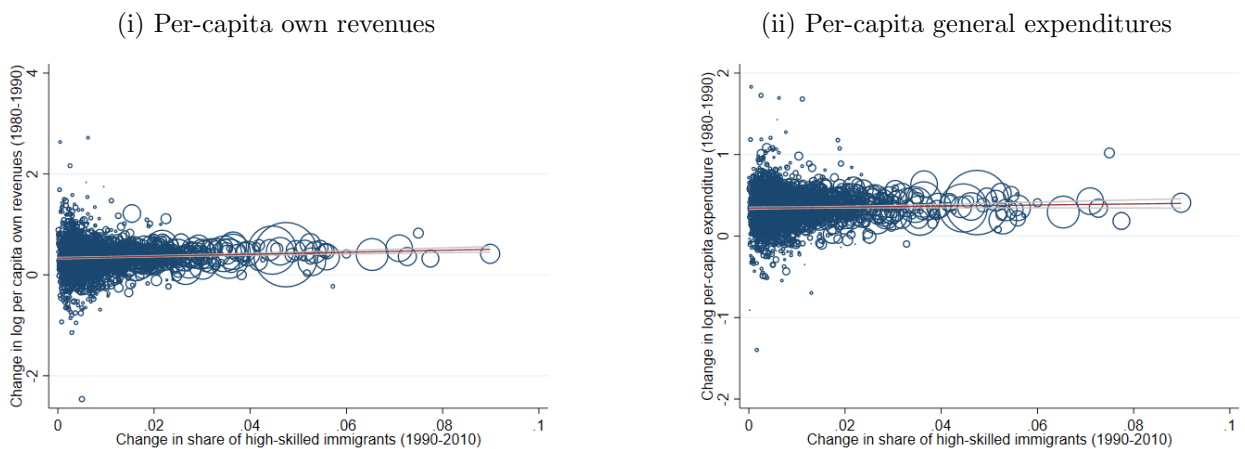 (i) Per-capita own revenues
Change in log per capita own revenues (1980-1990)
4
2
0
-2
0 .02 .04 .06 .08 .1
Change in share of high-skilled immigrants (1990-2010)
(ii) Per-capita general expenditures
Change in log per-capita expenditure (1980-1990)
2
1
0
-1
-2
0 .02 .04 .06 .08 .1
Change in share of high-skilled immigrants (1990-2010)